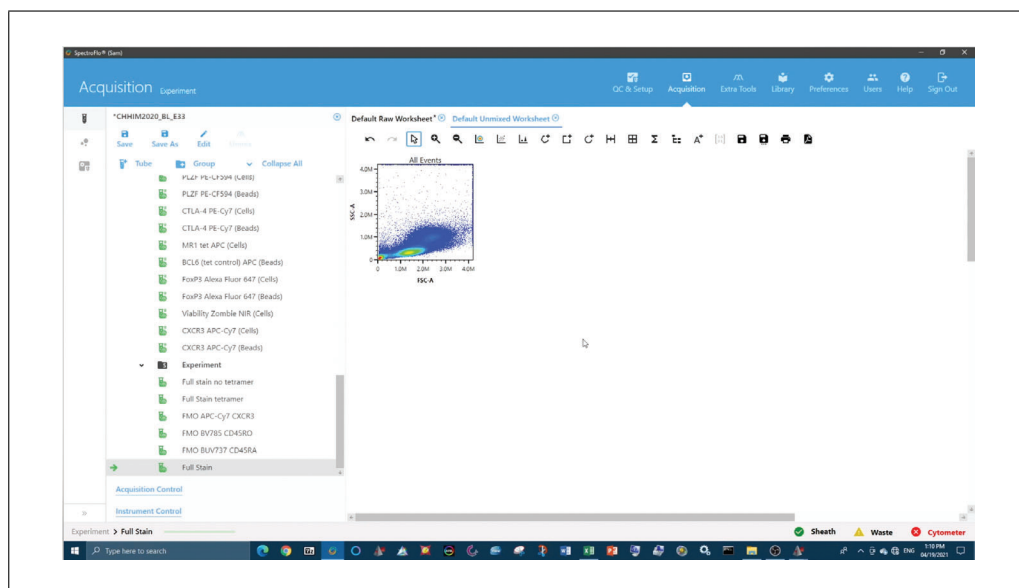 SpectroFlo® (Sam)
Acquisition Experiment
QC & Setup Acquisition Extra Tools Library Preferences Users Help Sign Out
*CHHIM2020_BL_E33
Default Raw Worksheet* Default Unmixed Worksheet
Save Save As Edit
Tube Group Collapse All
PLZF PE-CF594 (Cells)
PLZF PE-CF594 (Beads)
CTLA-4 PE-Cy7 (Cells)
CTLA-4 PE-Cy7 (Beads)
MR1 tet APC (Cells)
BCL6 (tet control) APC (Beads)
FoxP3 Alexa Fluor 647 (Cells)
FoxP3 Alexa Fluor 647 (Beads)
Viability Zombie NIR (Cells)
CXCR3 APC-Cy7 (Cells)
CXCR3 APC-Cy7 (Beads)
Experiment
Full stain no tetramer
Full Stain tetramer
FMO APC-Cy7 CXCR3
FMO BV785 CD45RO
FMO BUV737 CD45RA
Full Stain
Acquisition Control
Instrument Control
All Events
4.0M
3.0M
2.0M
1.0M
0
SSC-A
0 1.0M 2.0M 3.0M 4.0M
FSC-A
Experiment > Full Stain
Sheath Waste Cytometer
Type here to search
ENG
1:10 PM
04/19/2021